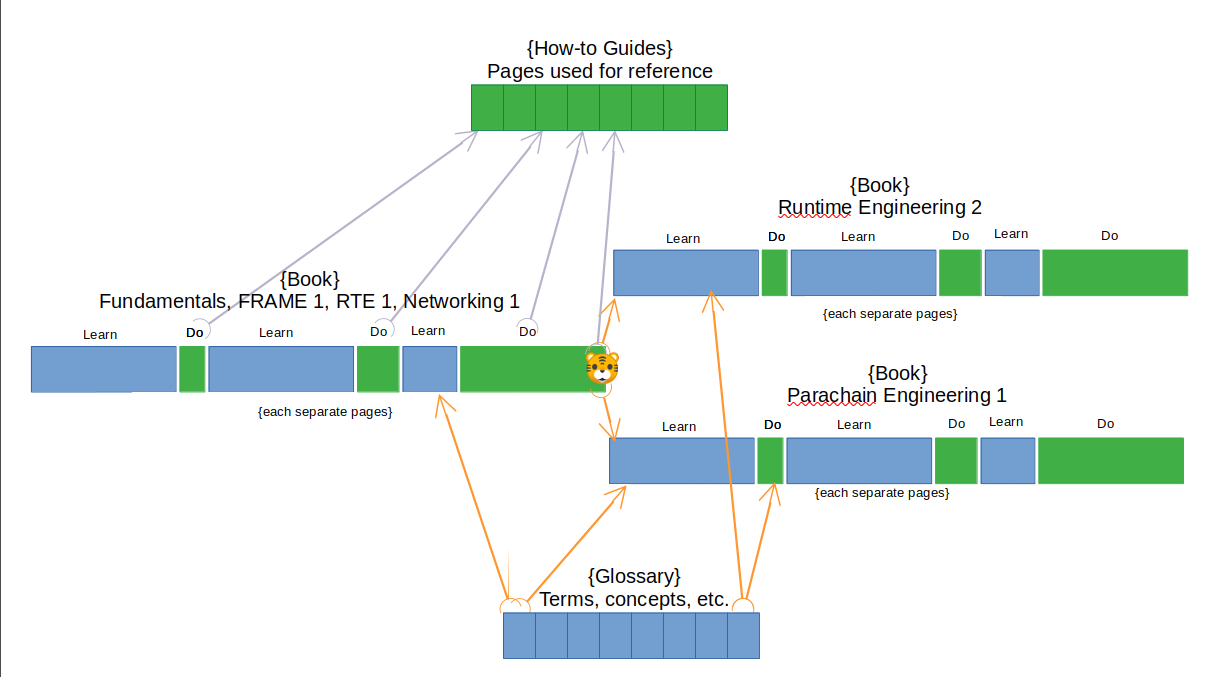 {How-to Guides}
Pages used for reference
{Book}
Runtime Engineering 2
Learn Do Learn Do Learn Do
{each separate pages}
{Book}
Fundamentals, FRAME 1, RTE 1, Networking 1
Learn Do Learn Do Learn Do
{each separate pages}
{Book}
Parachain Engineering 1
Learn Do Learn Do Learn Do
{each separate pages}
{Glossary}
Terms, concepts, etc.